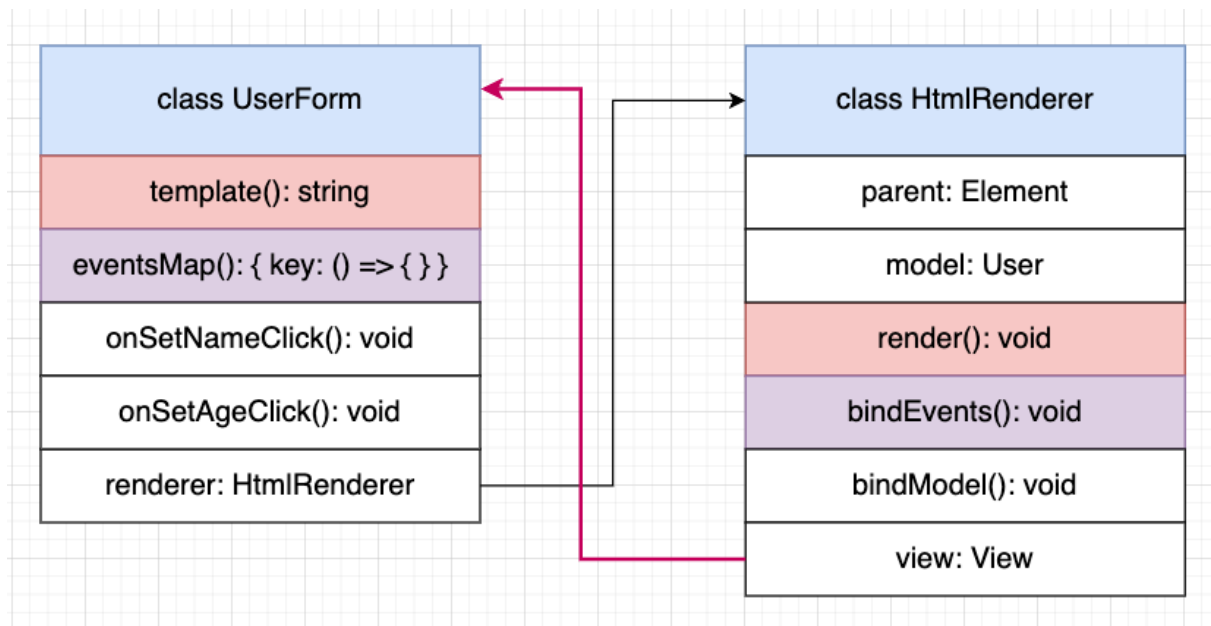 class UserForm
template(): string
eventsMap(): { key: () => { } }
onSetNameClick(): void
onSetAgeClick(): void
renderer: HtmlRenderer
class HtmlRenderer
parent: Element
model: User
render(): void
bindEvents(): void
bindModel(): void
view: View